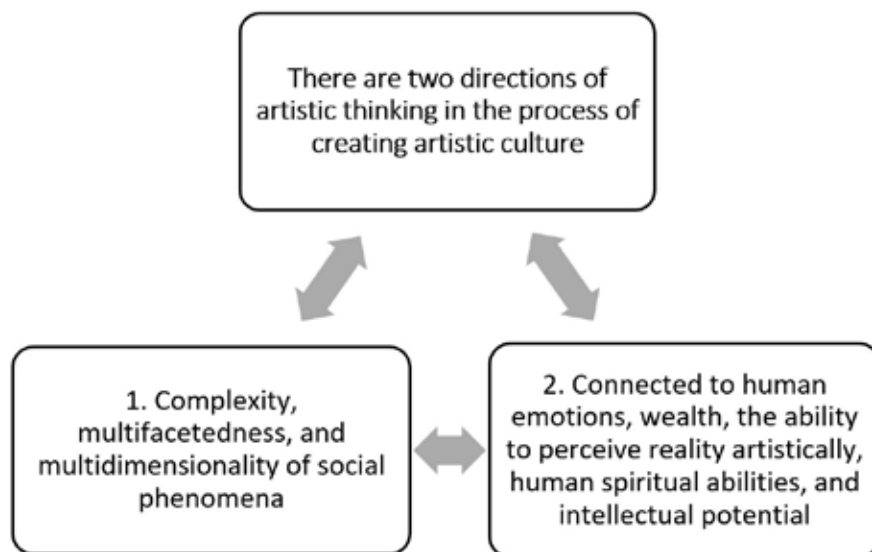 There are two directions of
artistic thinking in the process of
creating artistic culture
1. Complexity,
multifacetedness, and
multidimensionality of social
phenomena
2. Connected to human
emotions, wealth, the ability
to perceive reality artistically,
human spiritual abilities, and
intellectual potential